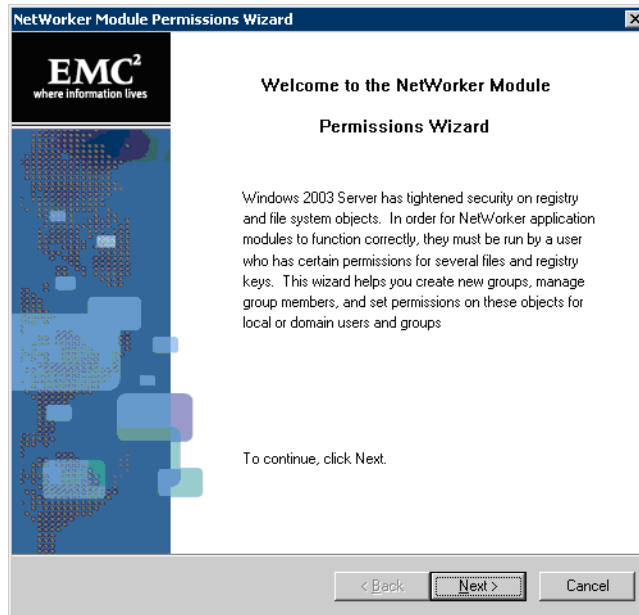 NetWorker Module Permissions Wizard
EMC²
where information lives
Welcome to the NetWorker Module
Permissions Wizard
Windows 2003 Server has tightened security on registry
and file system objects. In order for NetWorker application
modules to function correctly, they must be run by a user
who has certain permissions for several files and registry
keys. This wizard helps you create new groups, manage
group members, and set permissions on these objects for
local or domain users and groups
To continue, click Next.
< Back Next > Cancel